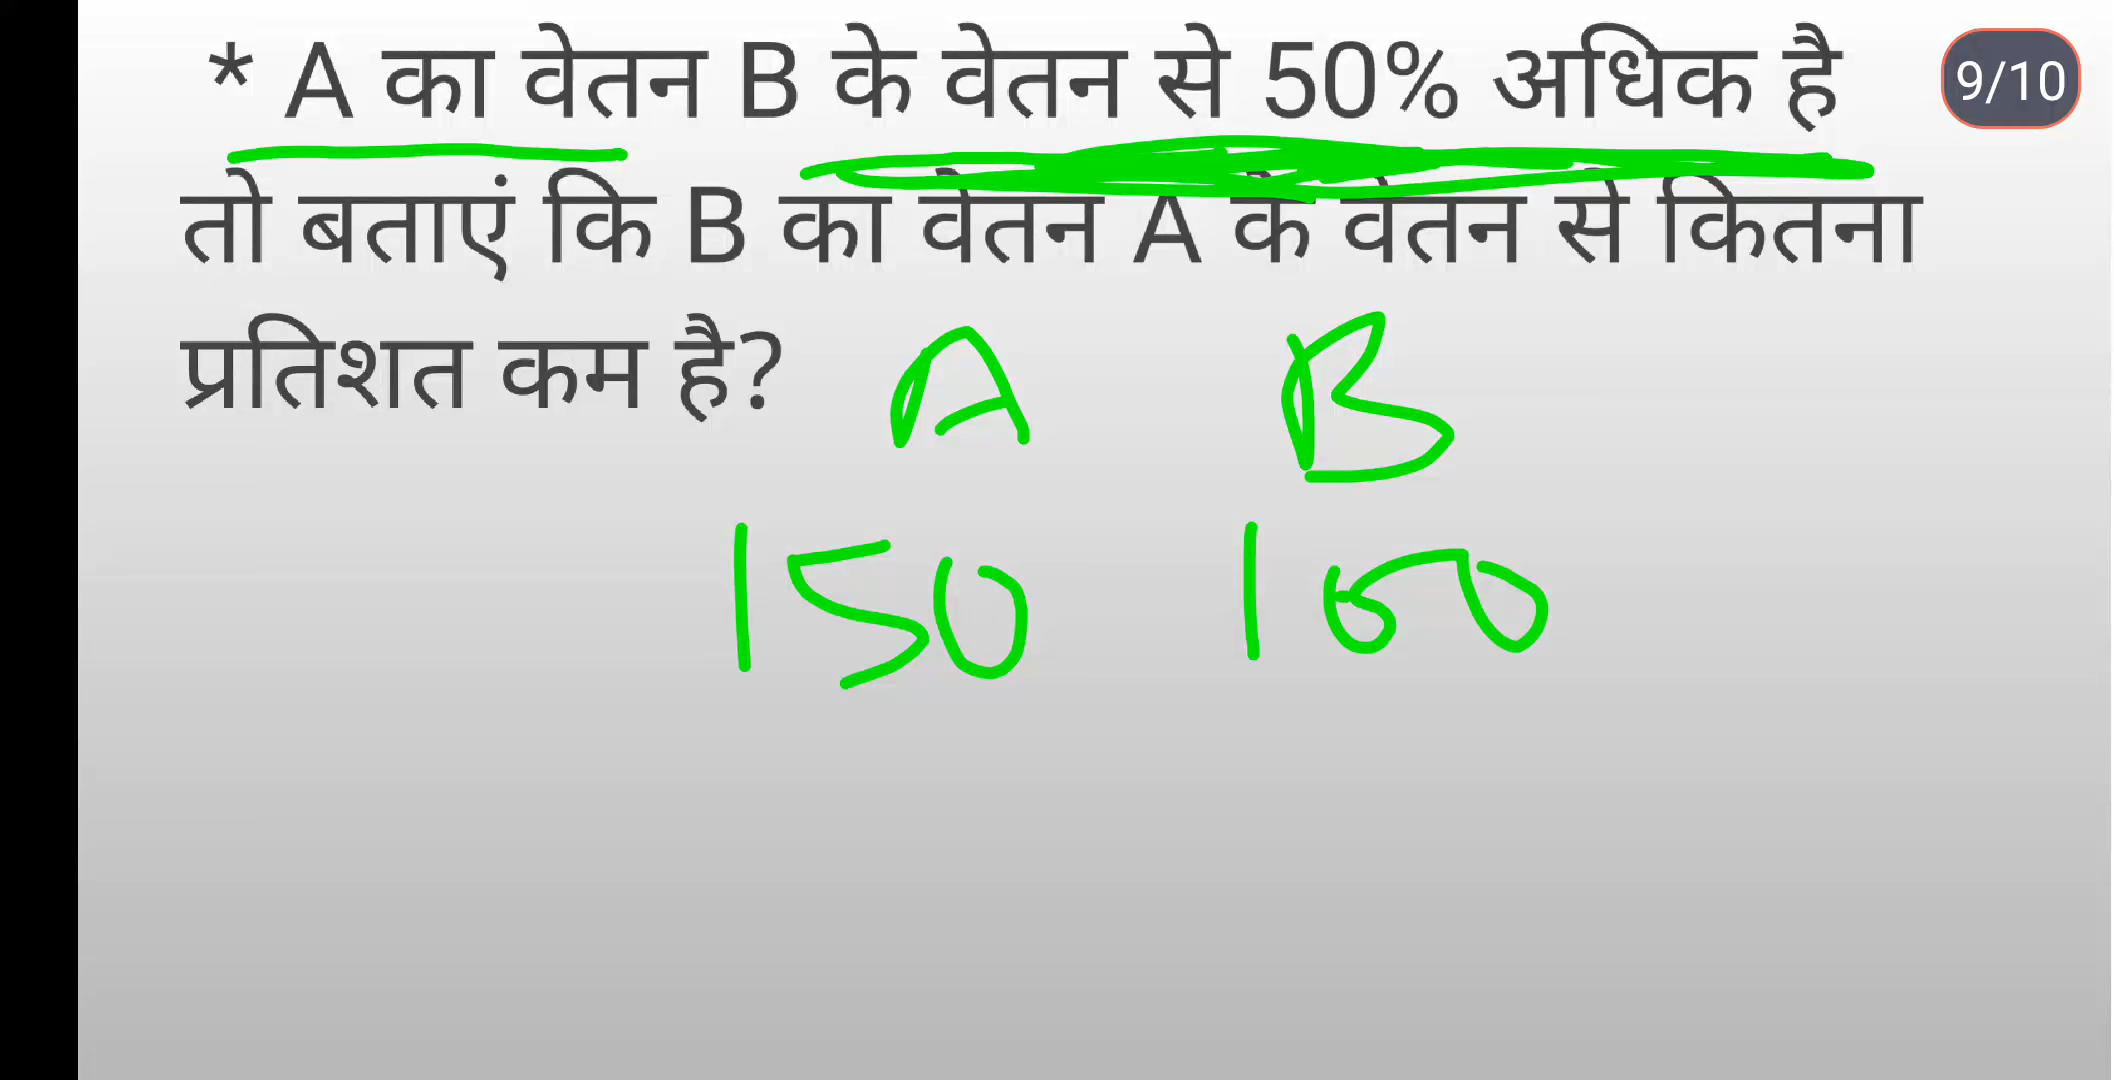 * A का वेतन B के वेतन से 50% अधिक है
9/10
तो बताएं कि B का वेतन A के वेतन से कितना
प्रतिशत कम है?
A B
150 100